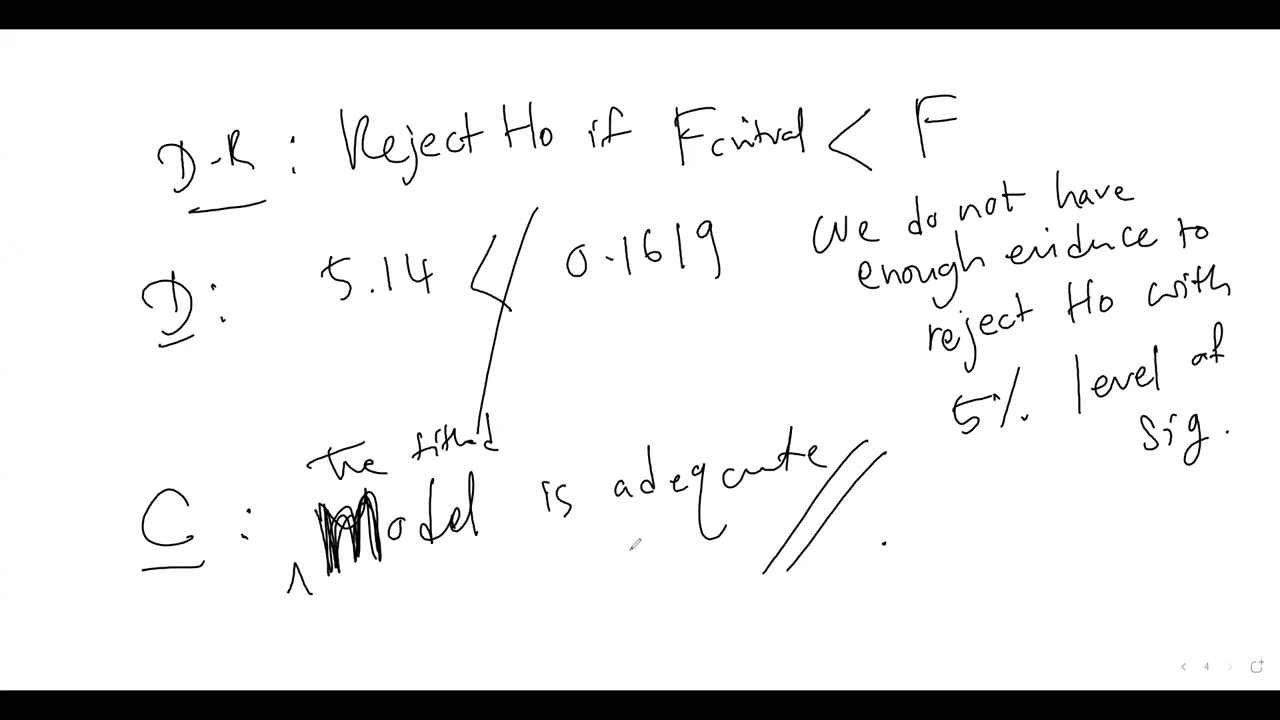 D-R : Reject Ho if Fcritical < F
D : 5.14 < 0.1619
We do not have
enough evidence to
reject Ho with
5% level of
sig.
The fitted
C : Model is adequate
4